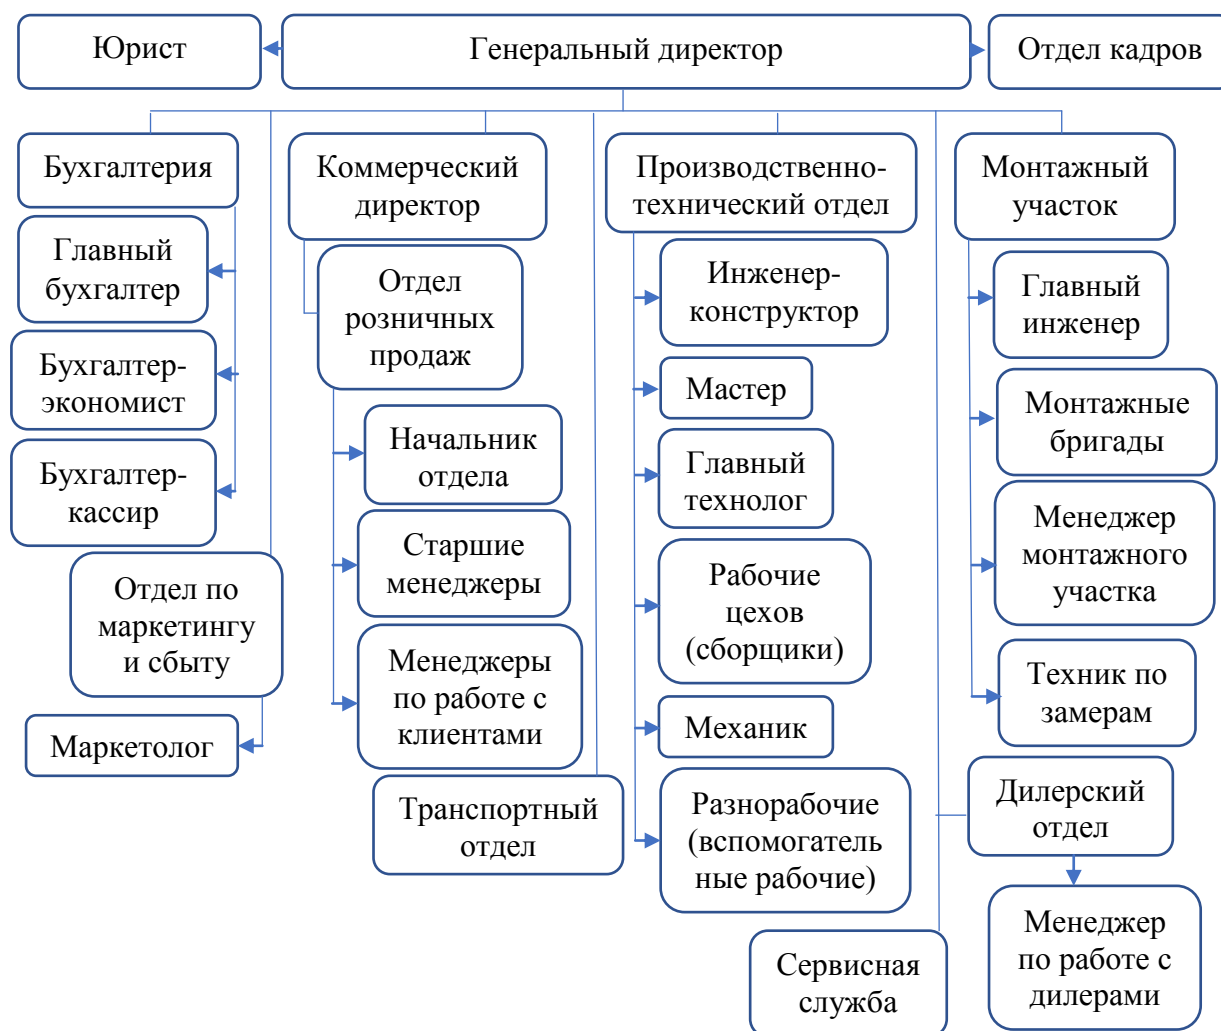 Юрист
Генеральный директор
Отдел кадров
Бухгалтерия
Главный
бухгалтер
Бухгалтер-
экономист
Бухгалтер-
кассир
Отдел по
маркетингу
и сбыту
Маркетолог
Коммерческий
директор
Отдел
розничных
продаж
Начальник
отдела
Старшие
менеджеры
Менеджеры
по работе с
клиентами
Транспортный
отдел
Производственно-
технический отдел
Инженер-
конструктор
Мастер
Главный
технолог
Рабочие
цехов
(сборщики)
Механик
Разнорабочие
(вспомогатель
ные рабочие)
Сервисная
служба
Монтажный
участок
Главный
инженер
Монтажные
бригады
Менеджер
монтажного
участка
Техник по
замерам
Дилерский
отдел
Менеджер
по работе с
дилерами